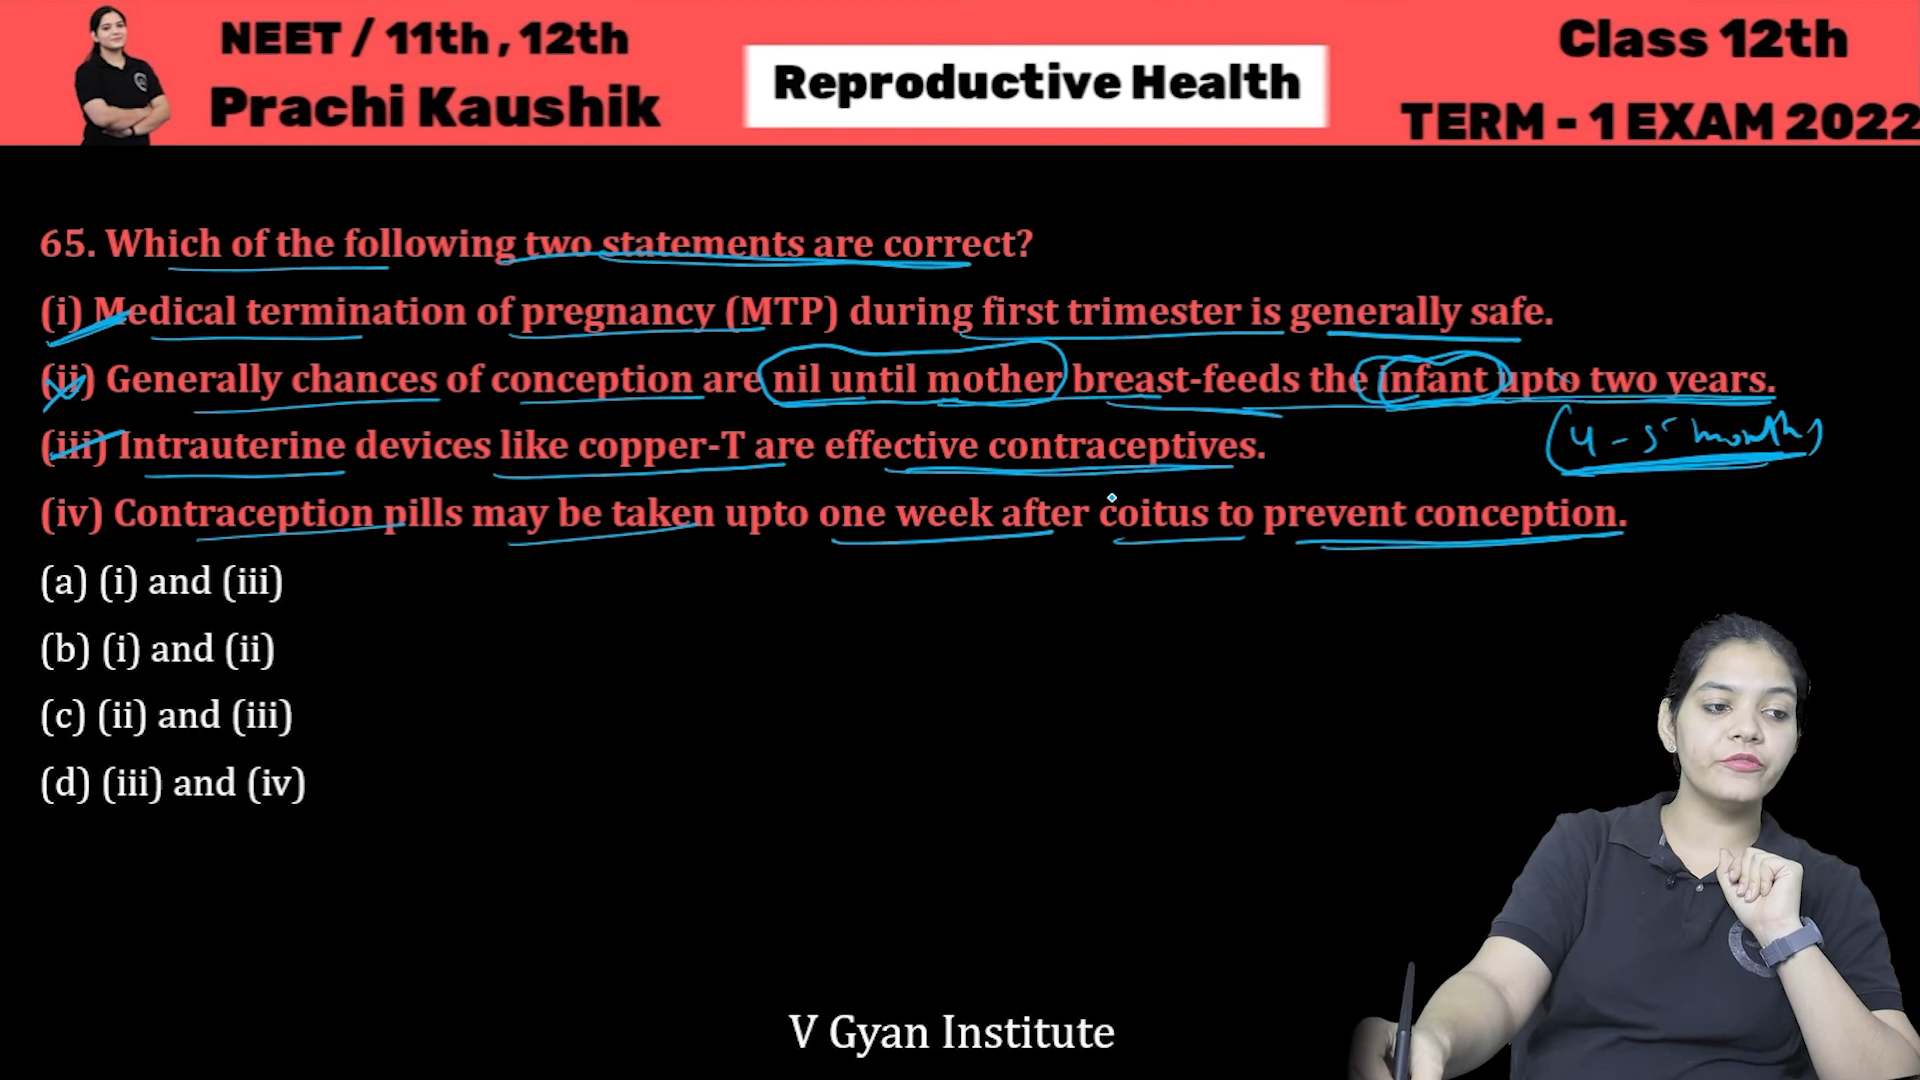 NEET / 11th , 12th
Prachi Kaushik
Reproductive Health
Class 12th
TERM - 1 EXAM 2022
65. Which of the following two statements are correct?
(i) Medical termination of pregnancy (MTP) during first trimester is generally safe.
(ii) Generally chances of conception are nil until mother breast-feeds the infant upto two years.
(4 - 5 months)
(iii) Intrauterine devices like copper-T are effective contraceptives.
(iv) Contraception pills may be taken upto one week after coitus to prevent conception.
(a) (i) and (iii)
(b) (i) and (ii)
(c) (ii) and (iii)
(d) (iii) and (iv)
V Gyan Institute